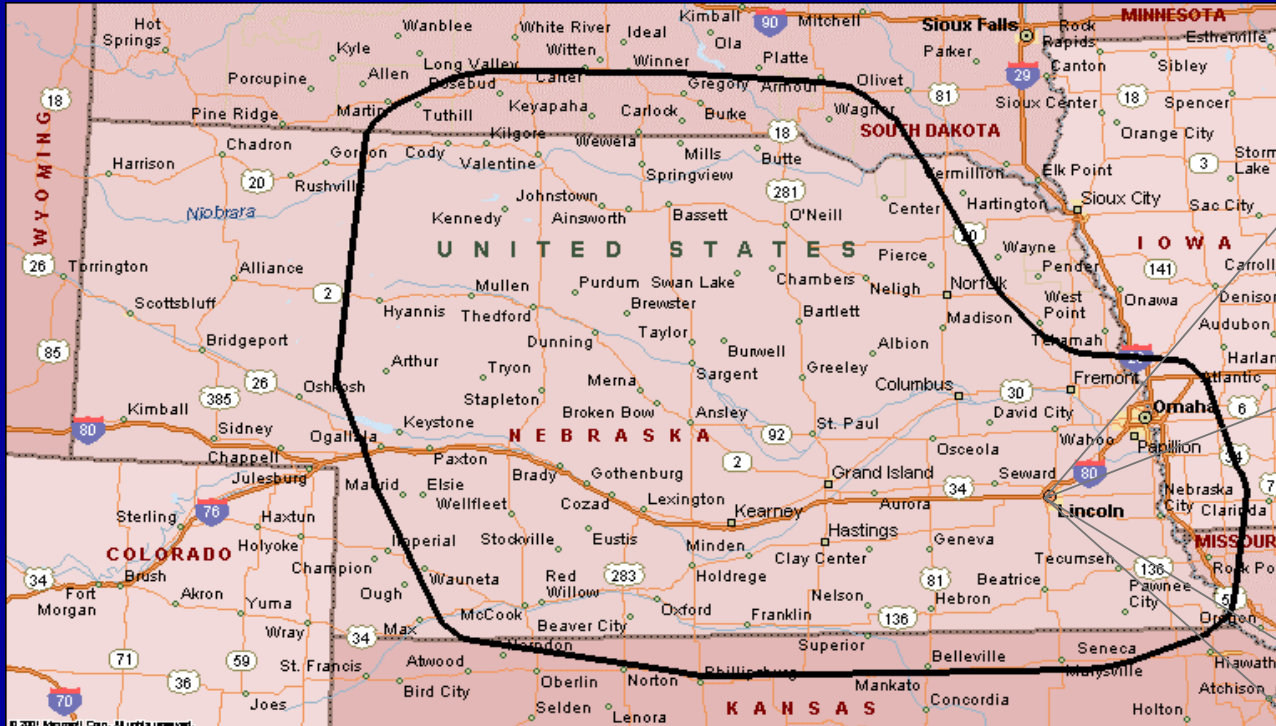 Hot Springs
Wanblee
White River
Ideal
Kimball
90
Mitchell
Sioux Falls
Rock Rapids
MINNESOTA
Estherville
Kyle
Witten
Ola
Parker
Canton
Sibley
Porcupine
Allen
Long Valley
Carter
Winner
Platte
29
18
Martin
Rosebud
Keyapaha
Carlock
Gregory
Armour
Olivet
81
Sioux Center
18
Spencer
Pine Ridge
Tuthill
Burke
Wagner
SOUTH DAKOTA
Orange City
WYOMING
Chadron
Kilgore
Wewela
18
Harrison
Gordon
Cody
Valentine
Mills
Butte
Vermillion
Elk Point
3
Storm Lake
20
Rushville
Springview
281
Johnstown
Center
Hartington
Sioux City
Sac City
Niobrara
Kennedy
Ainsworth
Bassett
O'Neill
20
UNITED STATES
Pierce
Wayne
IOWA
26
Torrington
Alliance
Purdum
Swan Lake
Chambers
Pender
141
Carroll
2
Mullen
Neligh
Norfolk
Scottsbluff
Hyannis
Thedford
Brewster
Bartlett
West Point
Onawa
Denison
Bridgeport
Dunning
Taylor
Madison
Audubon
85
Arthur
Burwell
Albion
Tekamah
Harlan
26
Oshkosh
Tryon
Merna
Sargent
Greeley
Columbus
30
Fremont
Atlantic
385
Kimball
Stapleton
Broken Bow
Ansley
St. Paul
David City
Omaha
6
80
Sidney
Ogallala
Keystone
NEBRASKA
92
Wahoo
Papillion
Chappell
Paxton
2
Osceola
Julesburg
Brady
Gothenburg
Grand Island
Seward
80
76
Madrid
Elsie
Lexington
34
Nebraska City
Sterling
Haxtun
Wellfleet
Cozad
Kearney
Aurora
Lincoln
Clarinda
COLORADO
Holyoke
Imperial
Stockville
Eustis
Minden
Hastings
Geneva
MISSOUR
34
Brush
Champion
Clay Center
Tecumseh
Rock Po
Fort Morgan
Akron
Wauneta
Red Willow
283
Holdrege
81
Beatrice
136
Pawnee City
Yuma
Ough
McCook
Oxford
Nelson
Hebron
Wray
34
Max
Beaver City
Franklin
136
Oregon
71
59
St. Francis
Atwood
Herndon
Superior
Belleville
Seneca
Hiawath
36
Oberlin
Norton
Phillipsburg
Marysville
70
Joes
Bird City
Selden
Lenora
KANSAS
Mankato
Concordia
Atchison
Holton